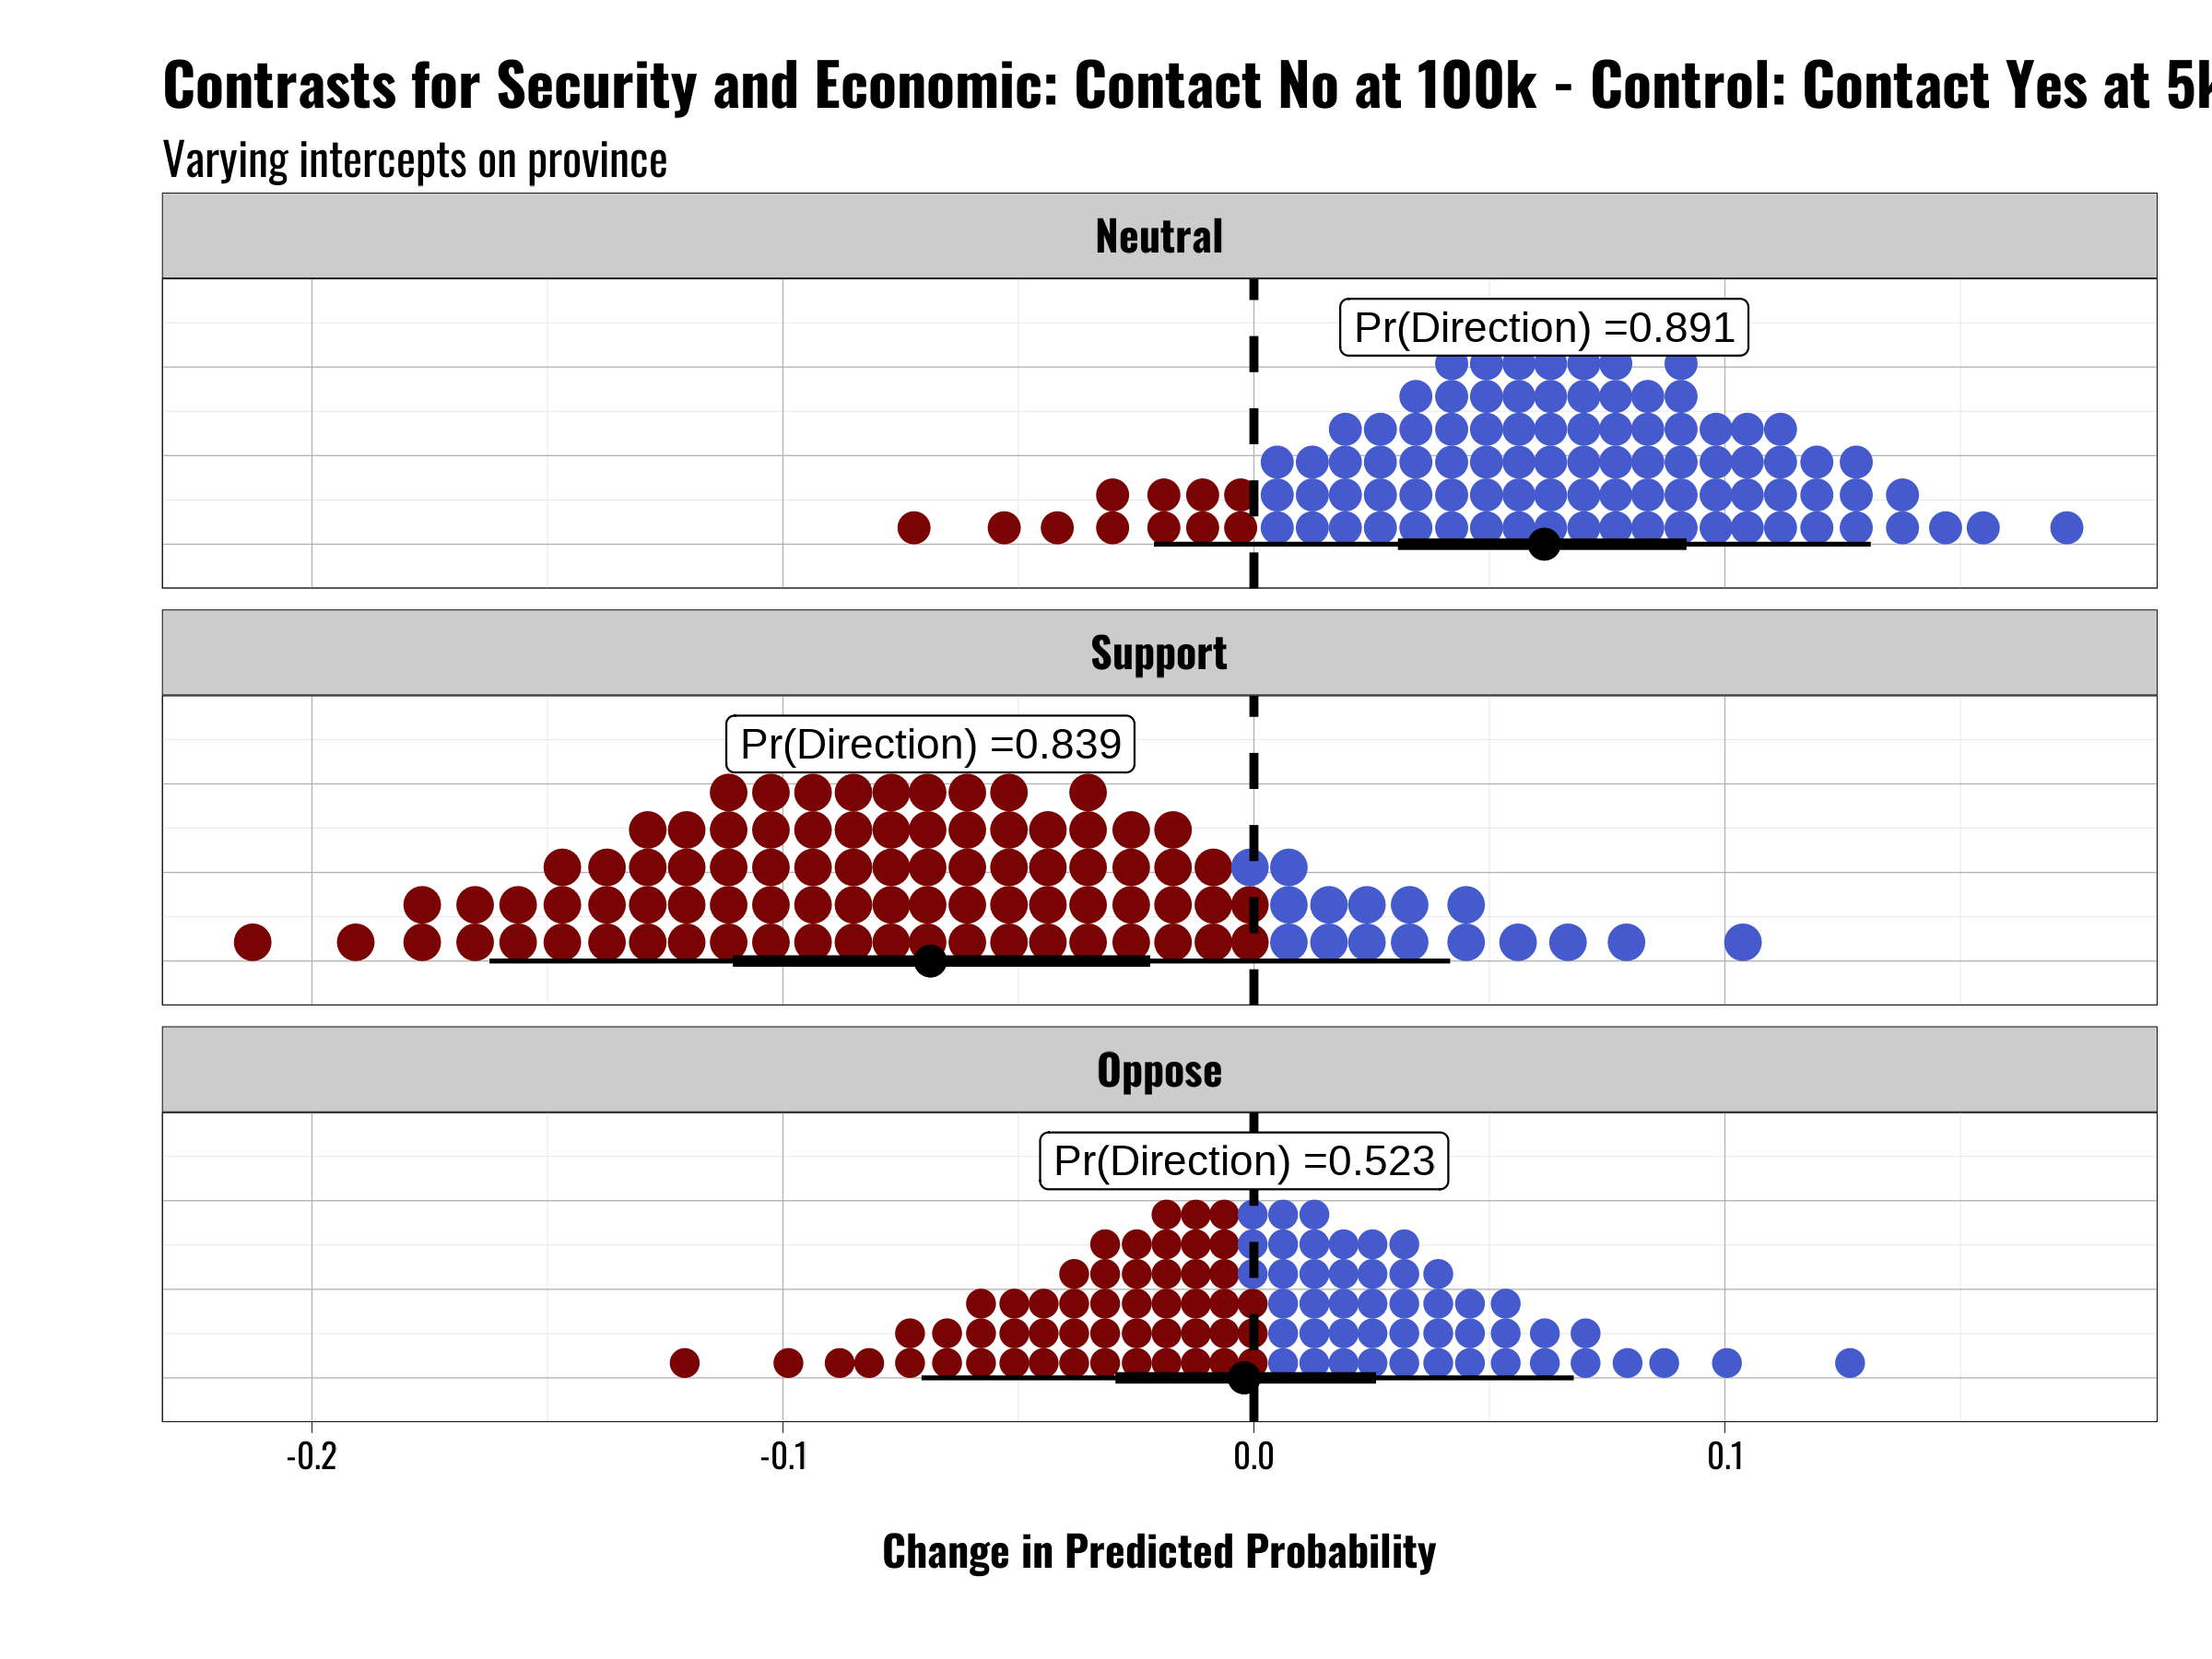 Contrasts for Security and Economic: Contact No at 100k - Control: Contact Yes at 5k
Varying intercepts on province
Neutral
Pr(Direction) =0.891
Support
Pr(Direction) =0.839
Oppose
Pr(Direction) =0.523
-0.2 -0.1 0.0 0.1
Change in Predicted Probability